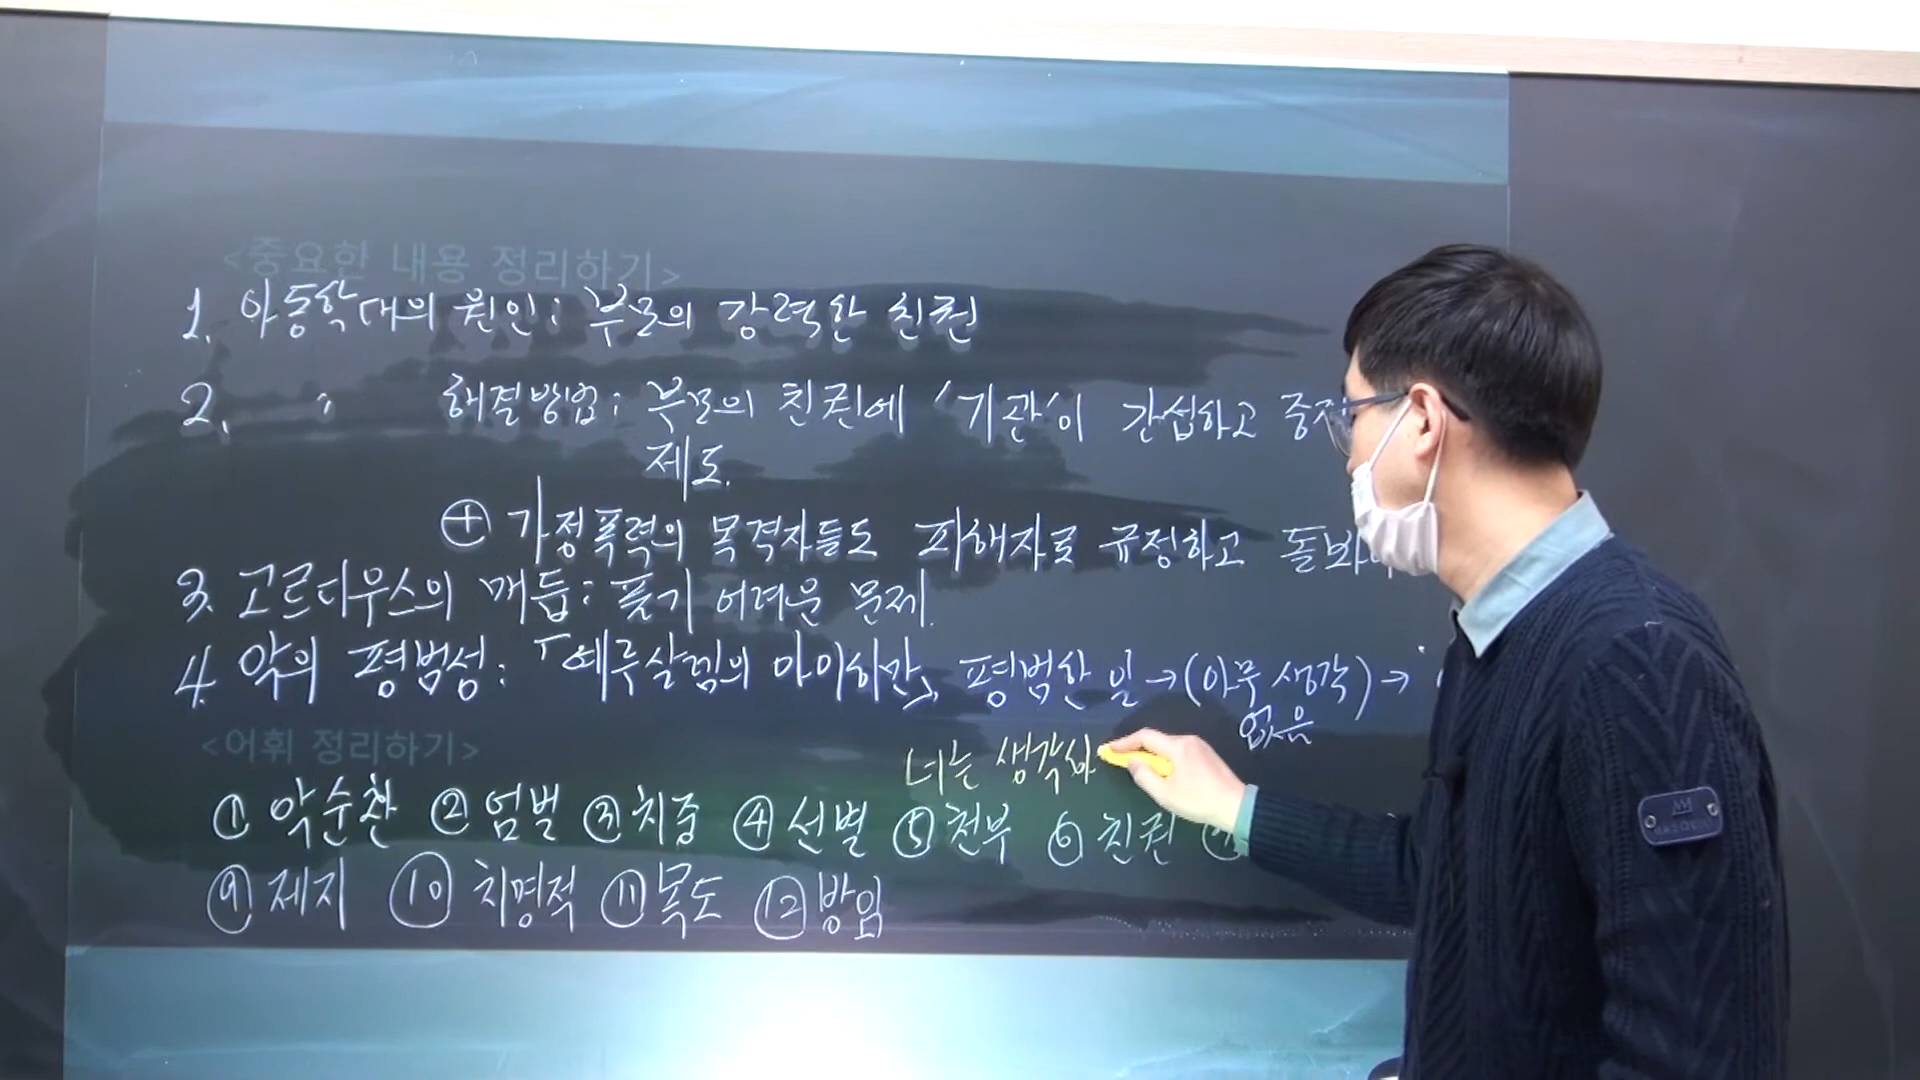 <중요한 내용 정리하기>
1. 아동학대의 원인: 부모의 강력한 친권
2. 〃 해결방법: 부모의 친권에 '기관'이 간섭하고
제도.
⊕ 가정폭력의 목격자들도 피해자로 규정하고
3. 고르디우스의 매듭: 풀기 어려운 문제.
4. 악의 평범성: 「예루살렘의 아이히만」, 평범한 일→(아무 생각)→
없음
너는 생각하
<어휘 정리하기>
① 악순환 ② 엄벌 ③ 치중 ④ 선별 ⑤ 천부 ⑥ 친권
⑨ 제지 ⑩ 치명적 ⑪ 목도 ⑫ 방임